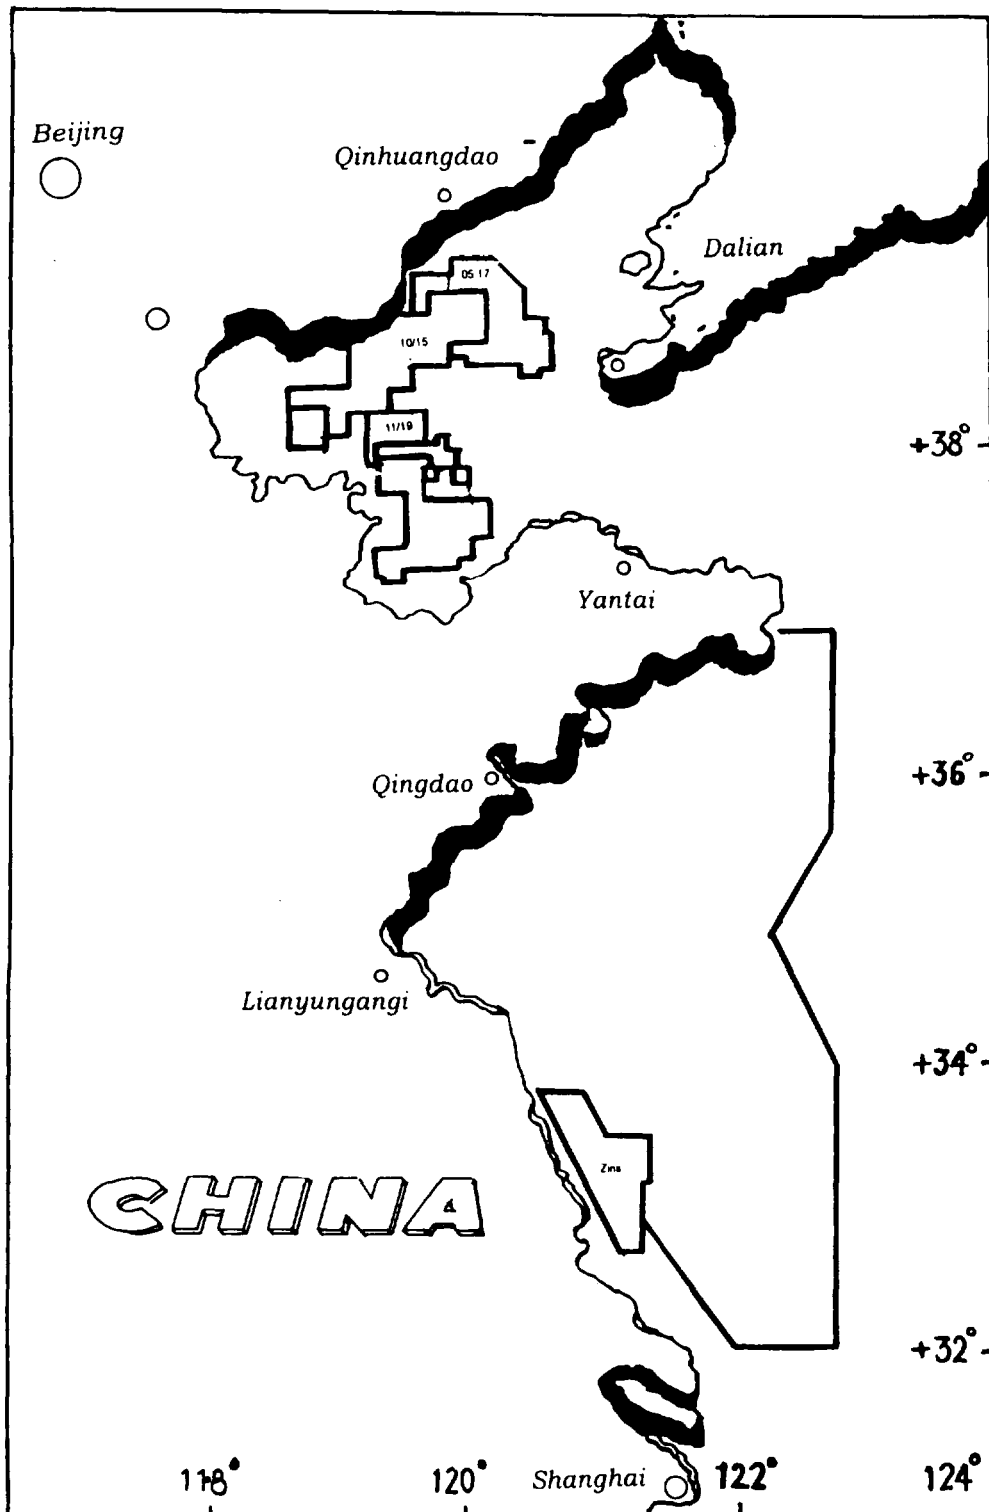 Beijing
Qinhuangdao
Dalian
05 17
10/15
11/19
+38°
Yantai
+36°
Qingdao
Lianyungangi
+34°
Zina
CHINA
+32°
118°
120°
Shanghai
122°
124°